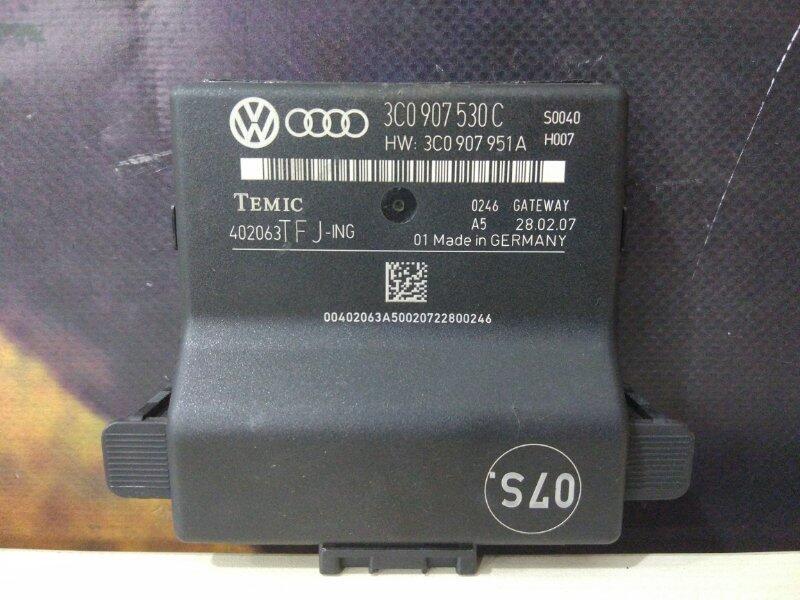 3C0 907 530 C S0040
HW: 3C0 907 951 A H007
TEMIC 0246 GATEWAY
A5 28.02.07
402063TFJ-ING 01 Made in GERMANY
00402063A50020722800246
07S.